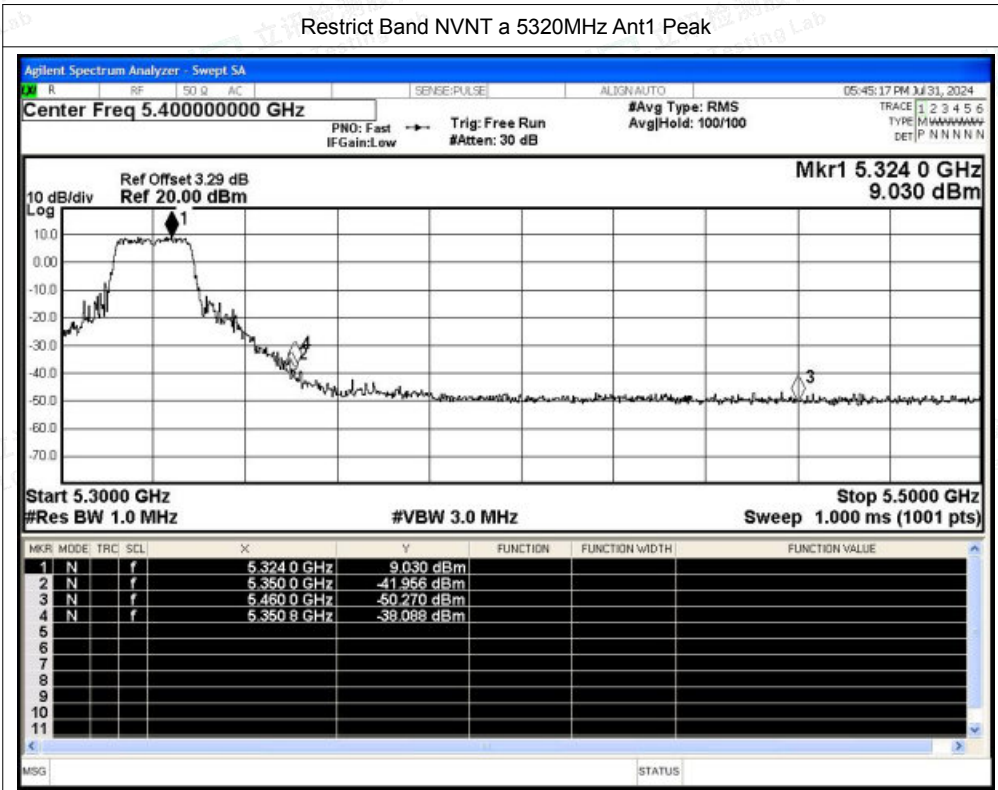 Restrict Band NVNT a 5320MHz Ant1 Peak
Agilent Spectrum Analyzer - Swept SA
R RF 50 Ω AC SENSE:PULSE ALIGN AUTO 05:45:17 PM Jul 31, 2024
Center Freq 5.400000000 GHz #Avg Type: RMS TRACE 1 2 3 4 5 6
PNO: Fast Trig: Free Run Avg|Hold: 100/100 TYPE M
IFGain:Low #Atten: 30 dB DET P N N N N N
Mkr1 5.324 0 GHz
Ref Offset 3.29 dB
10 dB/div Ref 20.00 dBm 9.030 dBm
Log
1
10.0
0.00
-10.0
-20.0
-30.0
4
2
-40.0
3
-50.0
-60.0
-70.0
Start 5.3000 GHz Stop 5.5000 GHz
#Res BW 1.0 MHz #VBW 3.0 MHz Sweep 1.000 ms (1001 pts)
MKR MODE TRC SCL X Y FUNCTION FUNCTION WIDTH FUNCTION VALUE
1 N f 5.324 0 GHz 9.030 dBm
2 N f 5.350 0 GHz -41.956 dBm
3 N f 5.460 0 GHz -50.270 dBm
4 N f 5.350 8 GHz -38.088 dBm
5
6
7
8
9
10
11
MSG STATUS